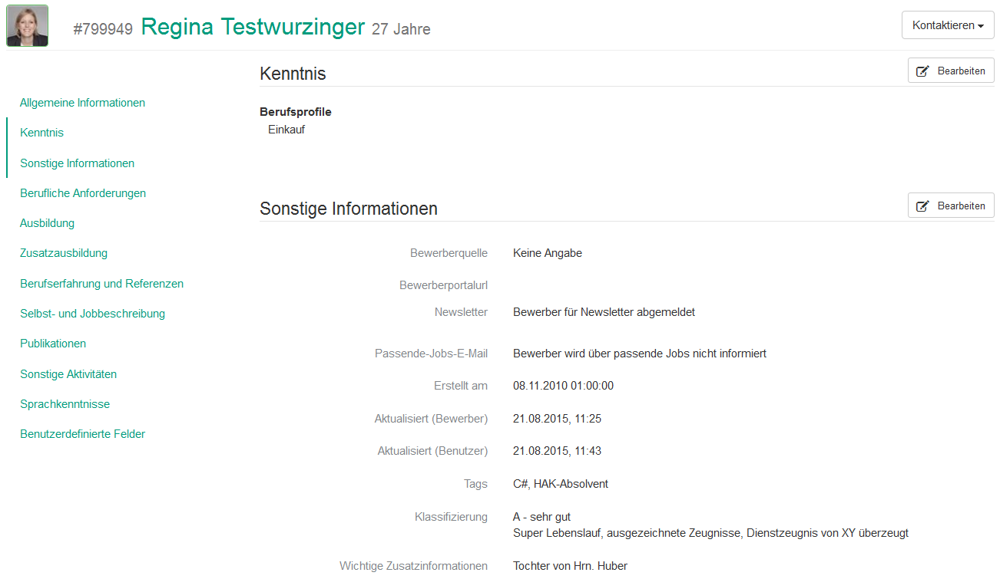 #799949 Regina Testwurzinger 27 Jahre
Kontaktieren
Allgemeine Informationen
Kenntnis
Sonstige Informationen
Berufliche Anforderungen
Ausbildung
Zusatzausbildung
Berufserfahrung und Referenzen
Selbst- und Jobbeschreibung
Publikationen
Sonstige Aktivitäten
Sprachkenntnisse
Benutzerdefinierte Felder
Kenntnis
Bearbeiten
Berufsprofile
Einkauf
Sonstige Informationen
Bearbeiten
Bewerberquelle Keine Angabe
Bewerberportalurl
Newsletter Bewerber für Newsletter abgemeldet
Passende-Jobs-E-Mail Bewerber wird über passende Jobs nicht informiert
Erstellt am 08.11.2010 01:00:00
Aktualisiert (Bewerber) 21.08.2015, 11:25
Aktualisiert (Benutzer) 21.08.2015, 11:43
Tags C#, HAK-Absolvent
Klassifizierung A - sehr gut
Super Lebenslauf, ausgezeichnete Zeugnisse, Dienstzeugnis von XY überzeugt
Wichtige Zusatzinformationen Tochter von Hrn. Huber